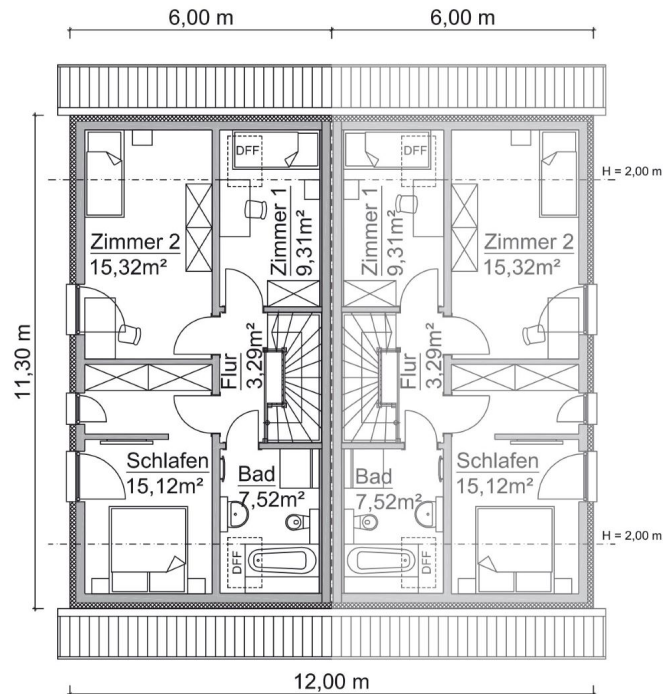 6,00 m
6,00 m
DFF
DFF
H = 2,00 m
Zimmer 2
15,32m²
Zimmer 1
9,31m²
Zimmer 1
9,31m²
Zimmer 2
15,32m²
11,30 m
Flur
3,29m²
Flur
3,29m²
Schlafen
15,12m²
Bad
7,52m²
Bad
7,52m²
Schlafen
15,12m²
H = 2,00 m
DFF
DFF
12,00 m